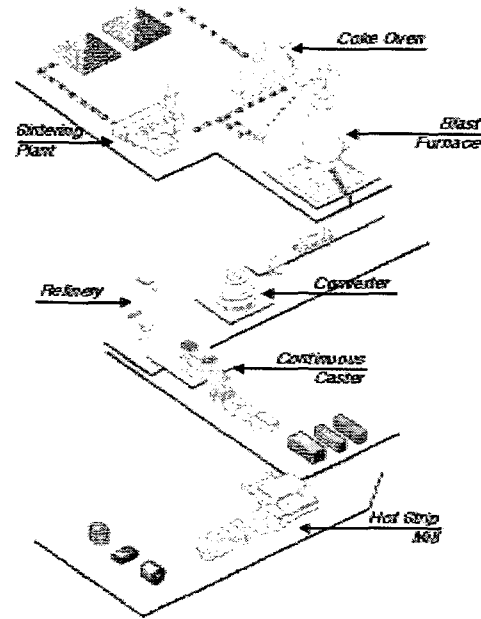 Coke Oven
Sintering
Plant
Blast
Furnace
Refinery
Converter
Continuous
Caster
Hot Strip
Mill